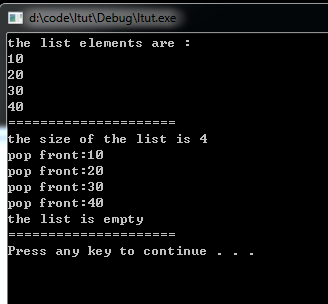 d:\code\ltut\Debug\ltut.exe
the list elements are :
10
20
30
40
=====================
the size of the list is 4
pop front:10
pop front:20
pop front:30
pop front:40
the list is empty
=====================
Press any key to continue . . .